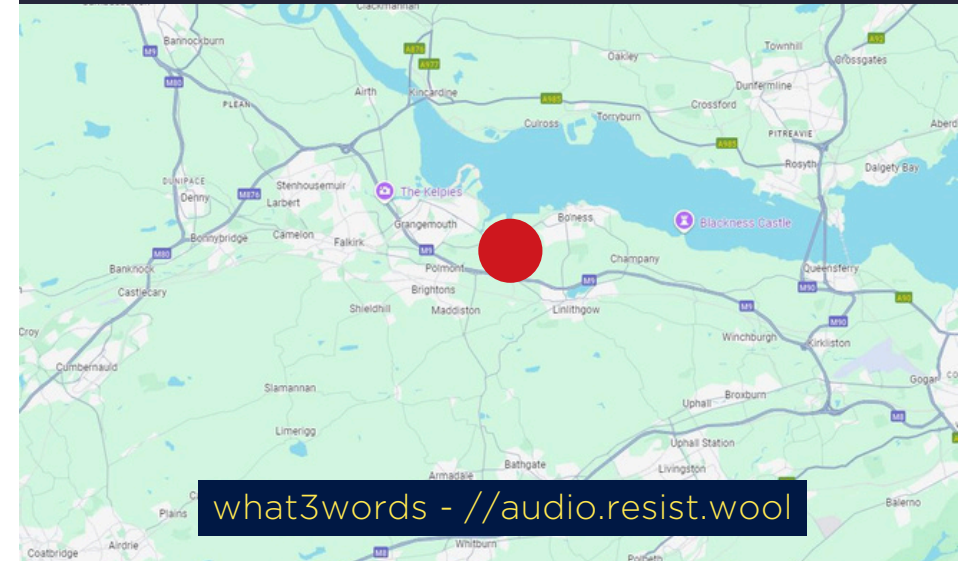 Clackmannan
Bannockburn
M9
A876
A977
Oakley
Townhill
A92
Crossgates
M80
Airth
Kincardine
Dunfermline
PLEAN
A985
Crossford
Culross
Torryburn
PITREAVIE
Aberd
A985
Rosyth
Dalgety Bay
DUNIPACE
Denny
M876
Stenhousemuir
Larbert
The Kelpies
Grangemouth
Bo'ness
Blackness Castle
Bonnybridge
Camelon
Falkirk
M9
M80
Banknock
Polmont
Champany
Queensferry
Castlecary
Brightons
M9
M90
A90
Shieldhill
Maddiston
Linlithgow
M9
M90
Croy
Winchburgh
Kirkliston
Cumbernauld
Gogar
Slamannan
Broxburn
Uphall
M8
Limerigg
Uphall Station
Bathgate
Livingston
Armadale
what3words - //audio.resist.wool
Plains
Balerno
Airdrie
Coatbridge
M8
Whitburn
Polbeth